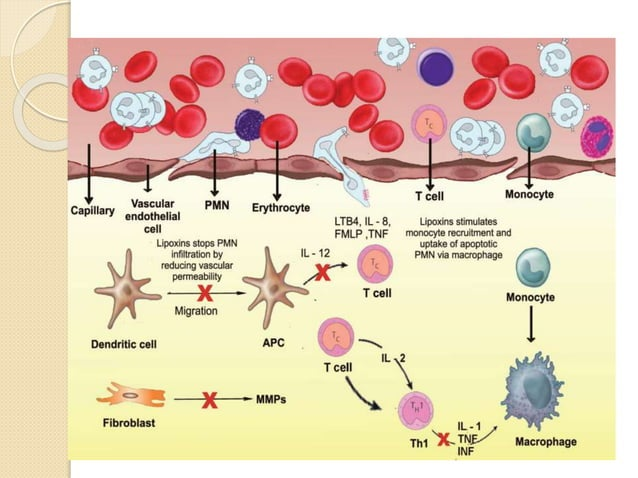 Capillary
Vascular
endothelial
cell
PMN
Erythrocyte
T cell
Monocyte
Tc
Lipoxins stops PMN
infiltration by
reducing vascular
permeability
LTB4, IL - 8,
FMLP ,TNF
Lipoxins stimulates
monocyte recruitment and
uptake of apoptotic
PMN via macrophage
IL - 12
X
Tc
T cell
Monocyte
X
Migration
Dendritic cell
APC
Tc
T cell
IL - 2
X
MMPs
Fibroblast
TH1
Th1
X
IL - 1
TNF
INF
Macrophage